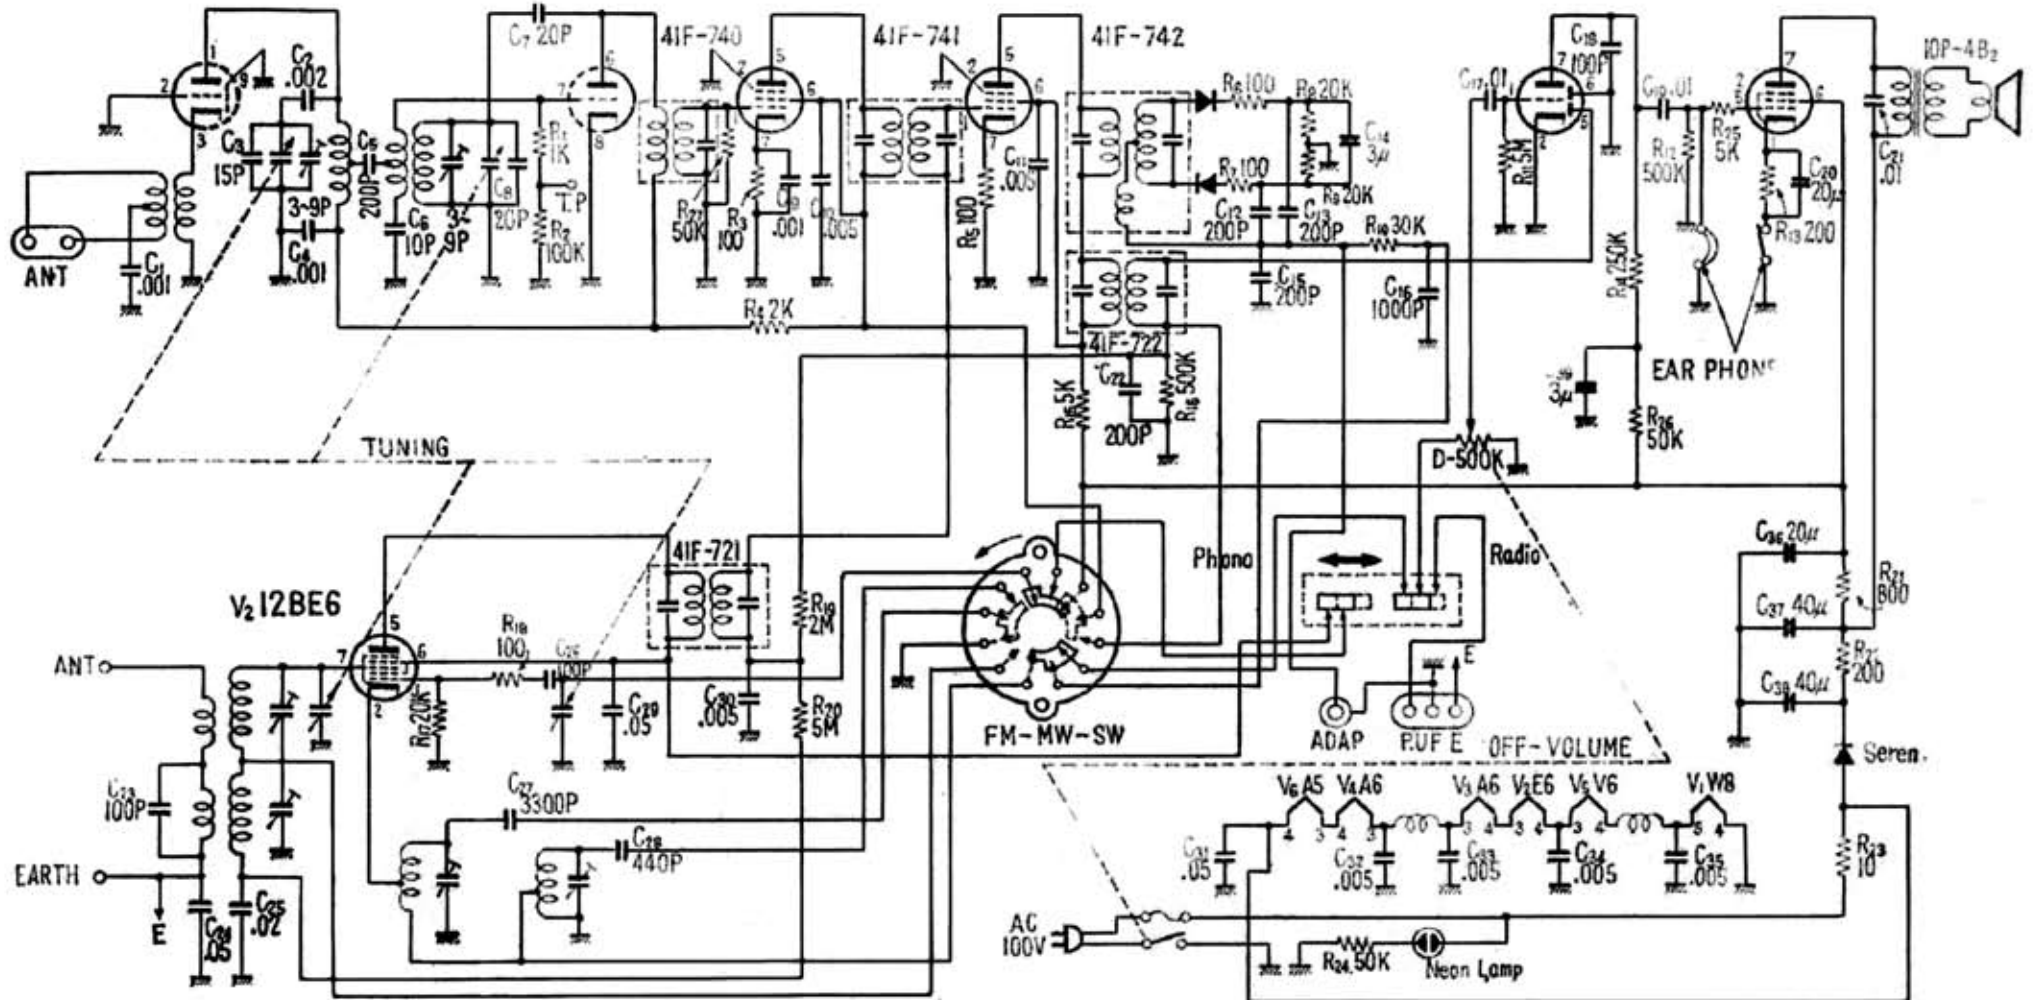 C₇ 20P
41F-740
41F-741
41F-742
10P-4B₂
C₂
.002
C₃
15P
C₅
200P
3~9P
C₄
.001
C₆
10P
3~
9P
C₈
20P
R₁
1K
T.P
R₂
100K
R₂₇
50K
R₃
100
C₉
.001
.005
R₅ 100
C₁₁
.005
R₆ 100
R₈ 20K
C₁₄
3μ
R₇ 100
R₉ 20K
C₁₂
200P
C₁₃
200P
R₁₀ 30K
C₁₅
200P
C₁₆
1000P
C₁₇ .01
R₁₁ 5M
C₁₈
100P
C₁₉ .01
R₁₂
500K
R₂₅
5K
C₂₀
20μ
R₁₃ 200
C₂₁
.01
R₁₄ 250K
ANT
C₁
.001
2K
41F-722
C₂₂
200P
R₁₆ 500K
5K
3μ
EAR PHONE
R₂₆
50K
D-500K
TUNING
41F-721
V₂ 12BE6
R₁₈
100
100P
R₁₇ 20K
C₂₉
.05
C₃₀
.005
R₁₉
2M
R₂₀
5M
Phono
Radio
FM-MW-SW
ADAP
P.U F E
E
OFF-VOLUME
C₃₆ 20μ
C₃₇ 40μ
C₃₈ 40μ
800
200
Seren.
ANT
C₂₃
100P
EARTH
E
C₂₄
.05
C₂₅
.02
C₂₇
3300P
C₂₈
440P
V₆ A5
V₄ A6
V₃ A6
V₂ E6
V₅ V6
V₁ W8
C₃₁
.05
C₃₂
.005
C₃₃
.005
C₃₄
.005
C₃₅
.005
R₂₃
10
AC
100V
R₂₄ 50K
Neon Lamp